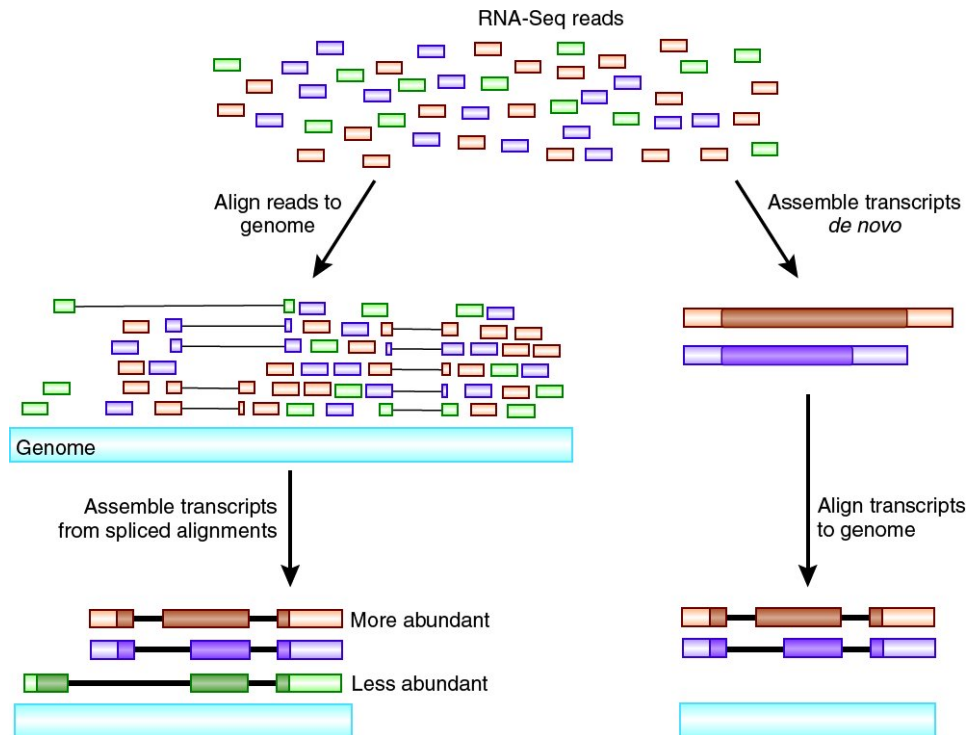 RNA-Seq reads
Align reads to
genome
Assemble transcripts
de novo
Genome
Assemble transcripts
from spliced alignments
Align transcripts
to genome
More abundant
Less abundant